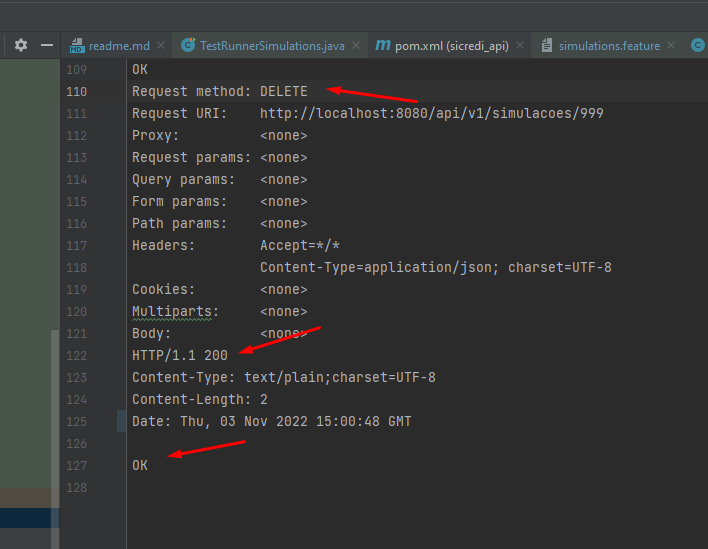 readme.md × TestRunnerSimulations.java × pom.xml (sicredi_api) × simulations.feature ×
109 OK
110 Request method: DELETE
111 Request URI: http://localhost:8080/api/v1/simulacoes/999
112 Proxy: <none>
113 Request params: <none>
114 Query params: <none>
115 Form params: <none>
116 Path params: <none>
117 Headers: Accept=*/*
118 Content-Type=application/json; charset=UTF-8
119 Cookies: <none>
120 Multiparts: <none>
121 Body: <none>
122 HTTP/1.1 200
123 Content-Type: text/plain;charset=UTF-8
124 Content-Length: 2
125 Date: Thu, 03 Nov 2022 15:00:48 GMT
126
127 OK
128